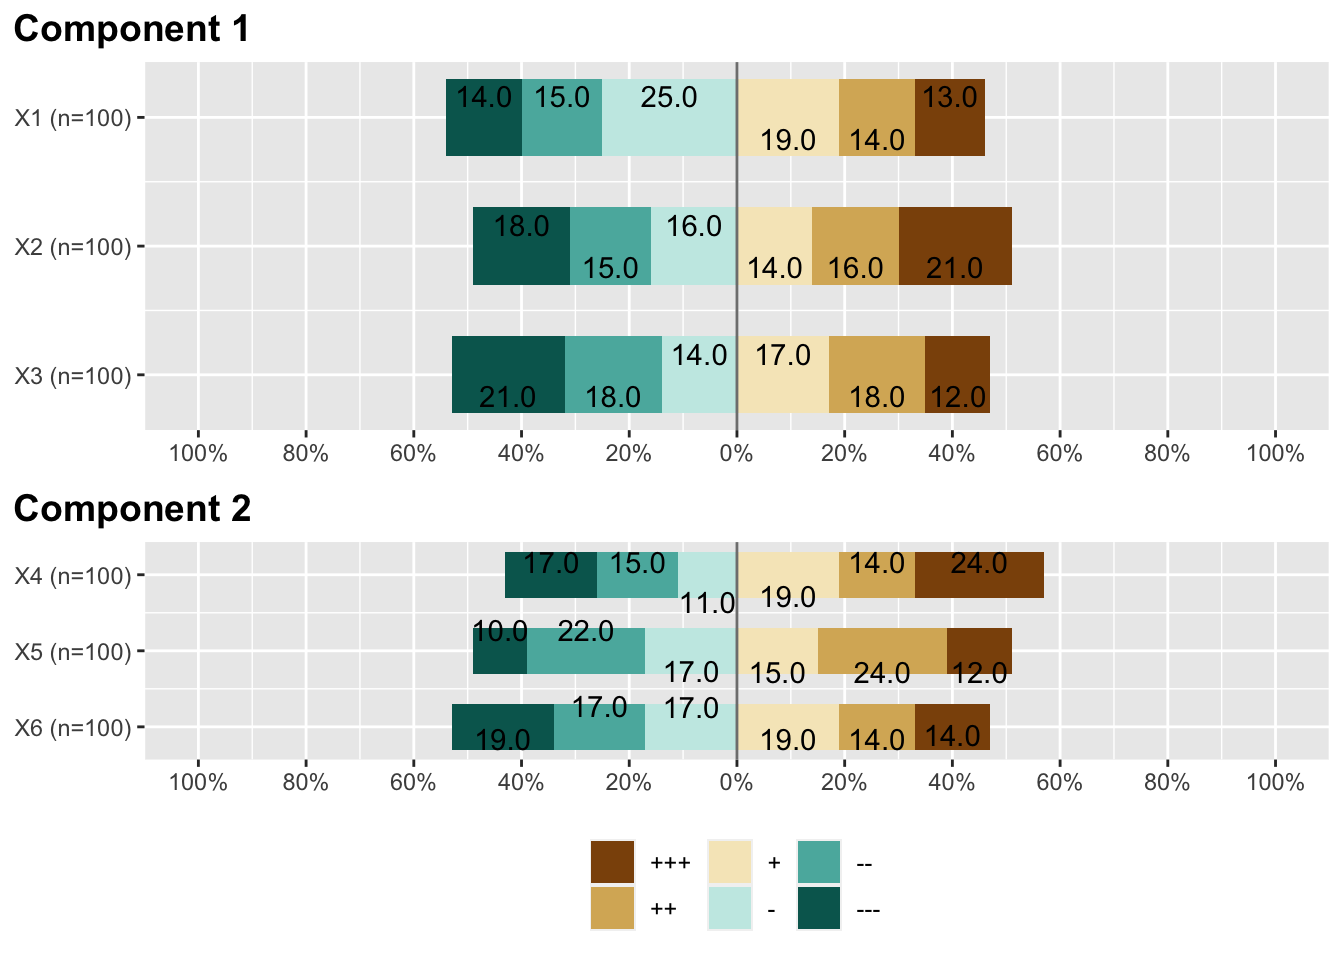 Component 1
X1 (n=100)
14.0 15.0 25.0 13.0
19.0 14.0
X2 (n=100)
18.0 16.0
15.0 14.0 16.0 21.0
X3 (n=100)
14.0 17.0
21.0 18.0 18.0 12.0
100% 80% 60% 40% 20% 0% 20% 40% 60% 80% 100%
Component 2
X4 (n=100)
17.0 15.0 14.0 24.0
11.0 19.0
X5 (n=100)
10.0 22.0
17.0 15.0 24.0 12.0
X6 (n=100)
17.0 17.0
19.0 19.0 14.0 14.0
100% 80% 60% 40% 20% 0% 20% 40% 60% 80% 100%
+++ + --
++ - ---